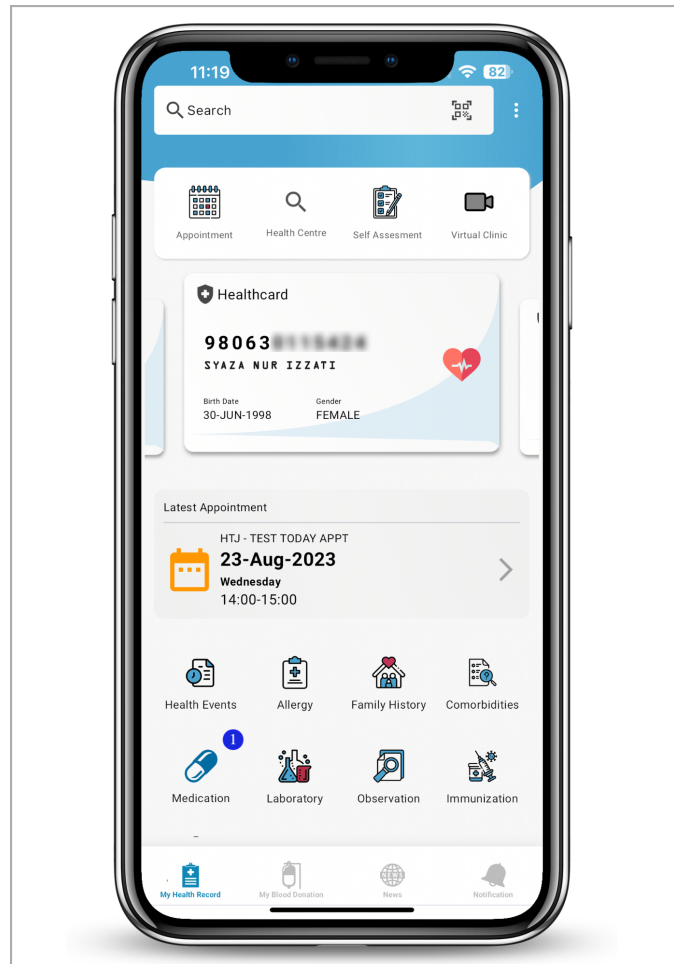 11:19
82
Search
Appointment
Health Centre
Self Assesment
Virtual Clinic
Healthcard
98063
SYAZA NUR IZZATI
Birth Date
Gender
30-JUN-1998
FEMALE
Latest Appointment
HTJ - TEST TODAY APPT
23-Aug-2023
Wednesday
14:00-15:00
Health Events
Allergy
Family History
Comorbidities
1
Medication
Laboratory
Observation
Immunization
My Health Record
My Blood Donation
News
Notification